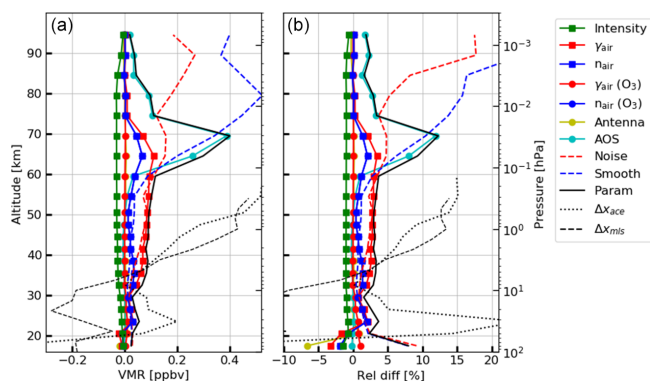 (a)
(b)
Altitude [km]
90
80
70
60
50
40
30
20
−0.2
0.0
0.2
0.4
VMR [ppbv]
−10
−5
0
5
10
15
20
Rel diff [%]
10⁻³
10⁻²
10⁻¹
10⁰
10¹
10²
Pressure [hPa]
Intensity
γair
nair
γair (O₃)
nair (O₃)
Antenna
AOS
Noise
Smooth
Param
Δxace
Δxmls